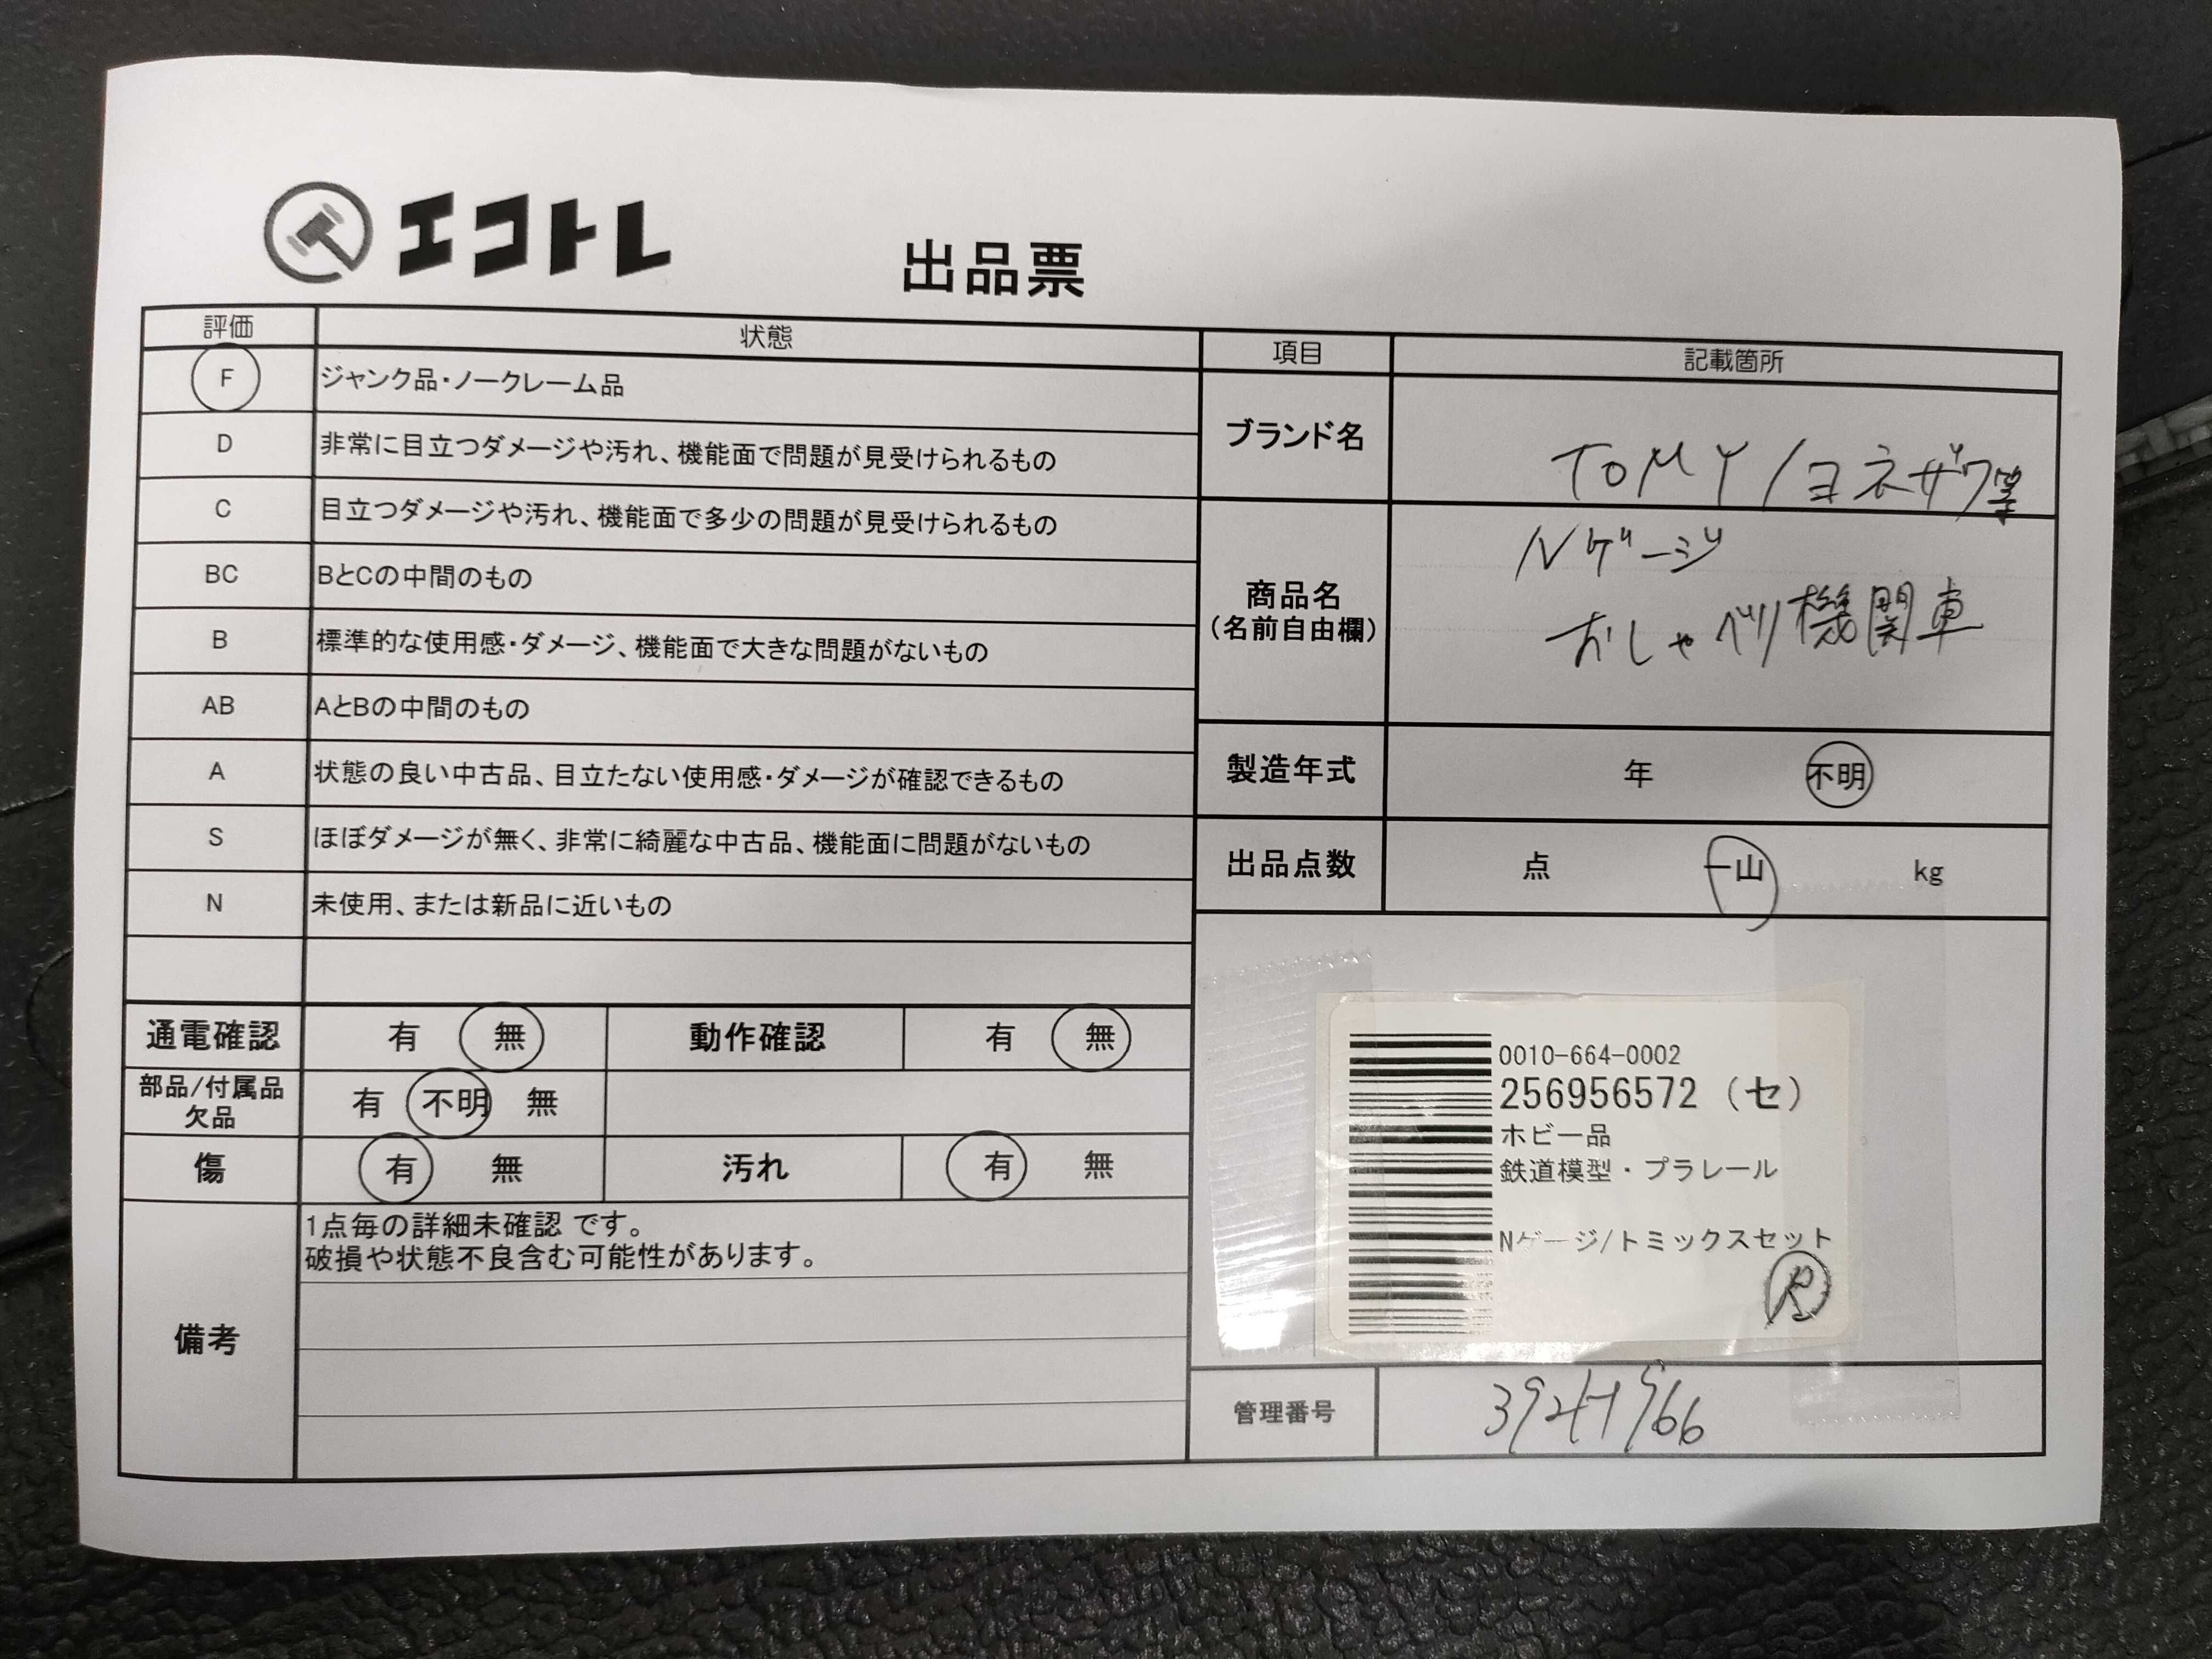 エコトレ
出品票
評価 状態
F ジャンク品・ノークレーム品
D 非常に目立つダメージや汚れ、機能面で問題が見受けられるもの
C 目立つダメージや汚れ、機能面で多少の問題が見受けられるもの
BC BとCの中間のもの
B 標準的な使用感・ダメージ、機能面で大きな問題がないもの
AB AとBの中間のもの
A 状態の良い中古品、目立たない使用感・ダメージが確認できるもの
S ほぼダメージが無く、非常に綺麗な中古品、機能面に問題がないもの
N 未使用、または新品に近いもの
通電確認 有 無 動作確認 有 無
部品/付属品
欠品 有 不明 無
傷 有 無 汚れ 有 無
備考
1点毎の詳細未確認 です。
破損や状態不良含む可能性があります。
項目 記載箇所
ブランド名 TOMY/ヨネザワ等
商品名
(名前自由欄)
Nゲージ
おしゃべり機関車
製造年式 年 不明
出品点数 点 一山 kg
0010-664-0002
256956572 (セ)
ホビー品
鉄道模型・プラレール
Nゲージ/トミックスセット
管理番号